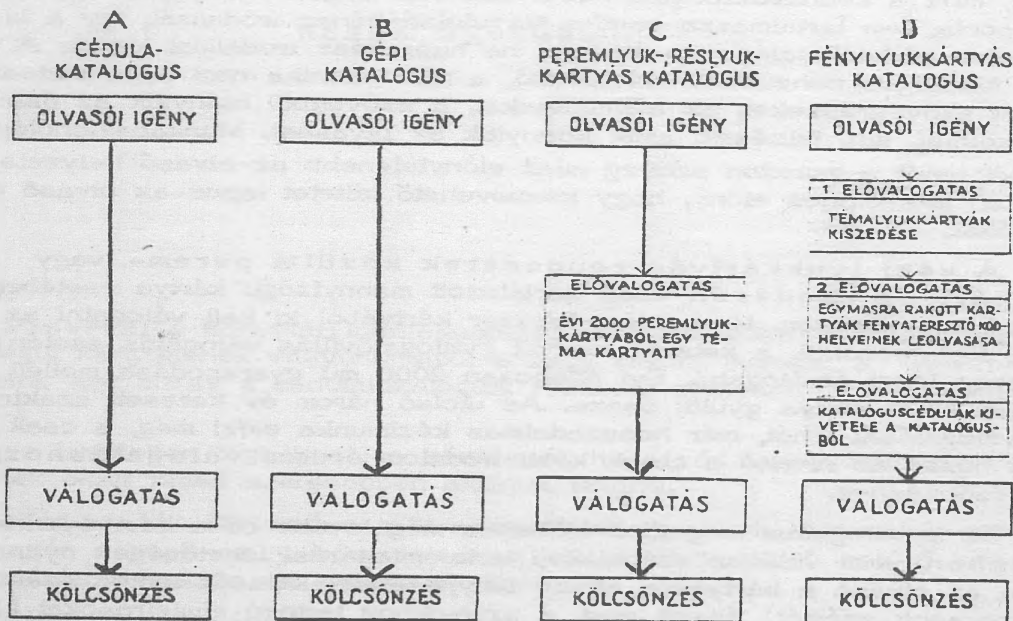 A
CÉDULA-
KATALÓGUS
OLVASÓI IGÉNY
VÁLOGATÁS
KÖLCSÖNZÉS
B
GÉPI
KATALÓGUS
OLVASÓI IGÉNY
VÁLOGATÁS
KÖLCSÖNZÉS
C
PEREMLYUK-, RÉSLYUK-
KÁRTYÁS KATALÓGUS
OLVASÓI IGÉNY
ELŐVÁLOGATÁS
ÉVI 2000 PEREMLYUK-
KÁRTYÁBÓL EGY TÉ-
MA KÁRTYAIT
VÁLOGATÁS
KÖLCSÖNZÉS
D
FÉNYLYUKKÁRTYÁS
KATALOGUS
OLVASÓI IGÉNY
1. ELŐVÁLOGATÁS
TÉMALYUKKÁRTYÁK
KISZEDÉSE
2. ELŐVÁLOGATÁS
EGYMÁSRA RAKOTT KÁR-
TYÁK FÉNYÁTERESZTŐ KÓD
HELYEINEK LEOLVASÁSA
ELŐVÁLOGATÁS
KATALÓGUSCÉDULÁK KI-
VÉTELE A KATALÓGUS-
BÓL
VÁLOGATÁS
KÖLCSÖNZÉS